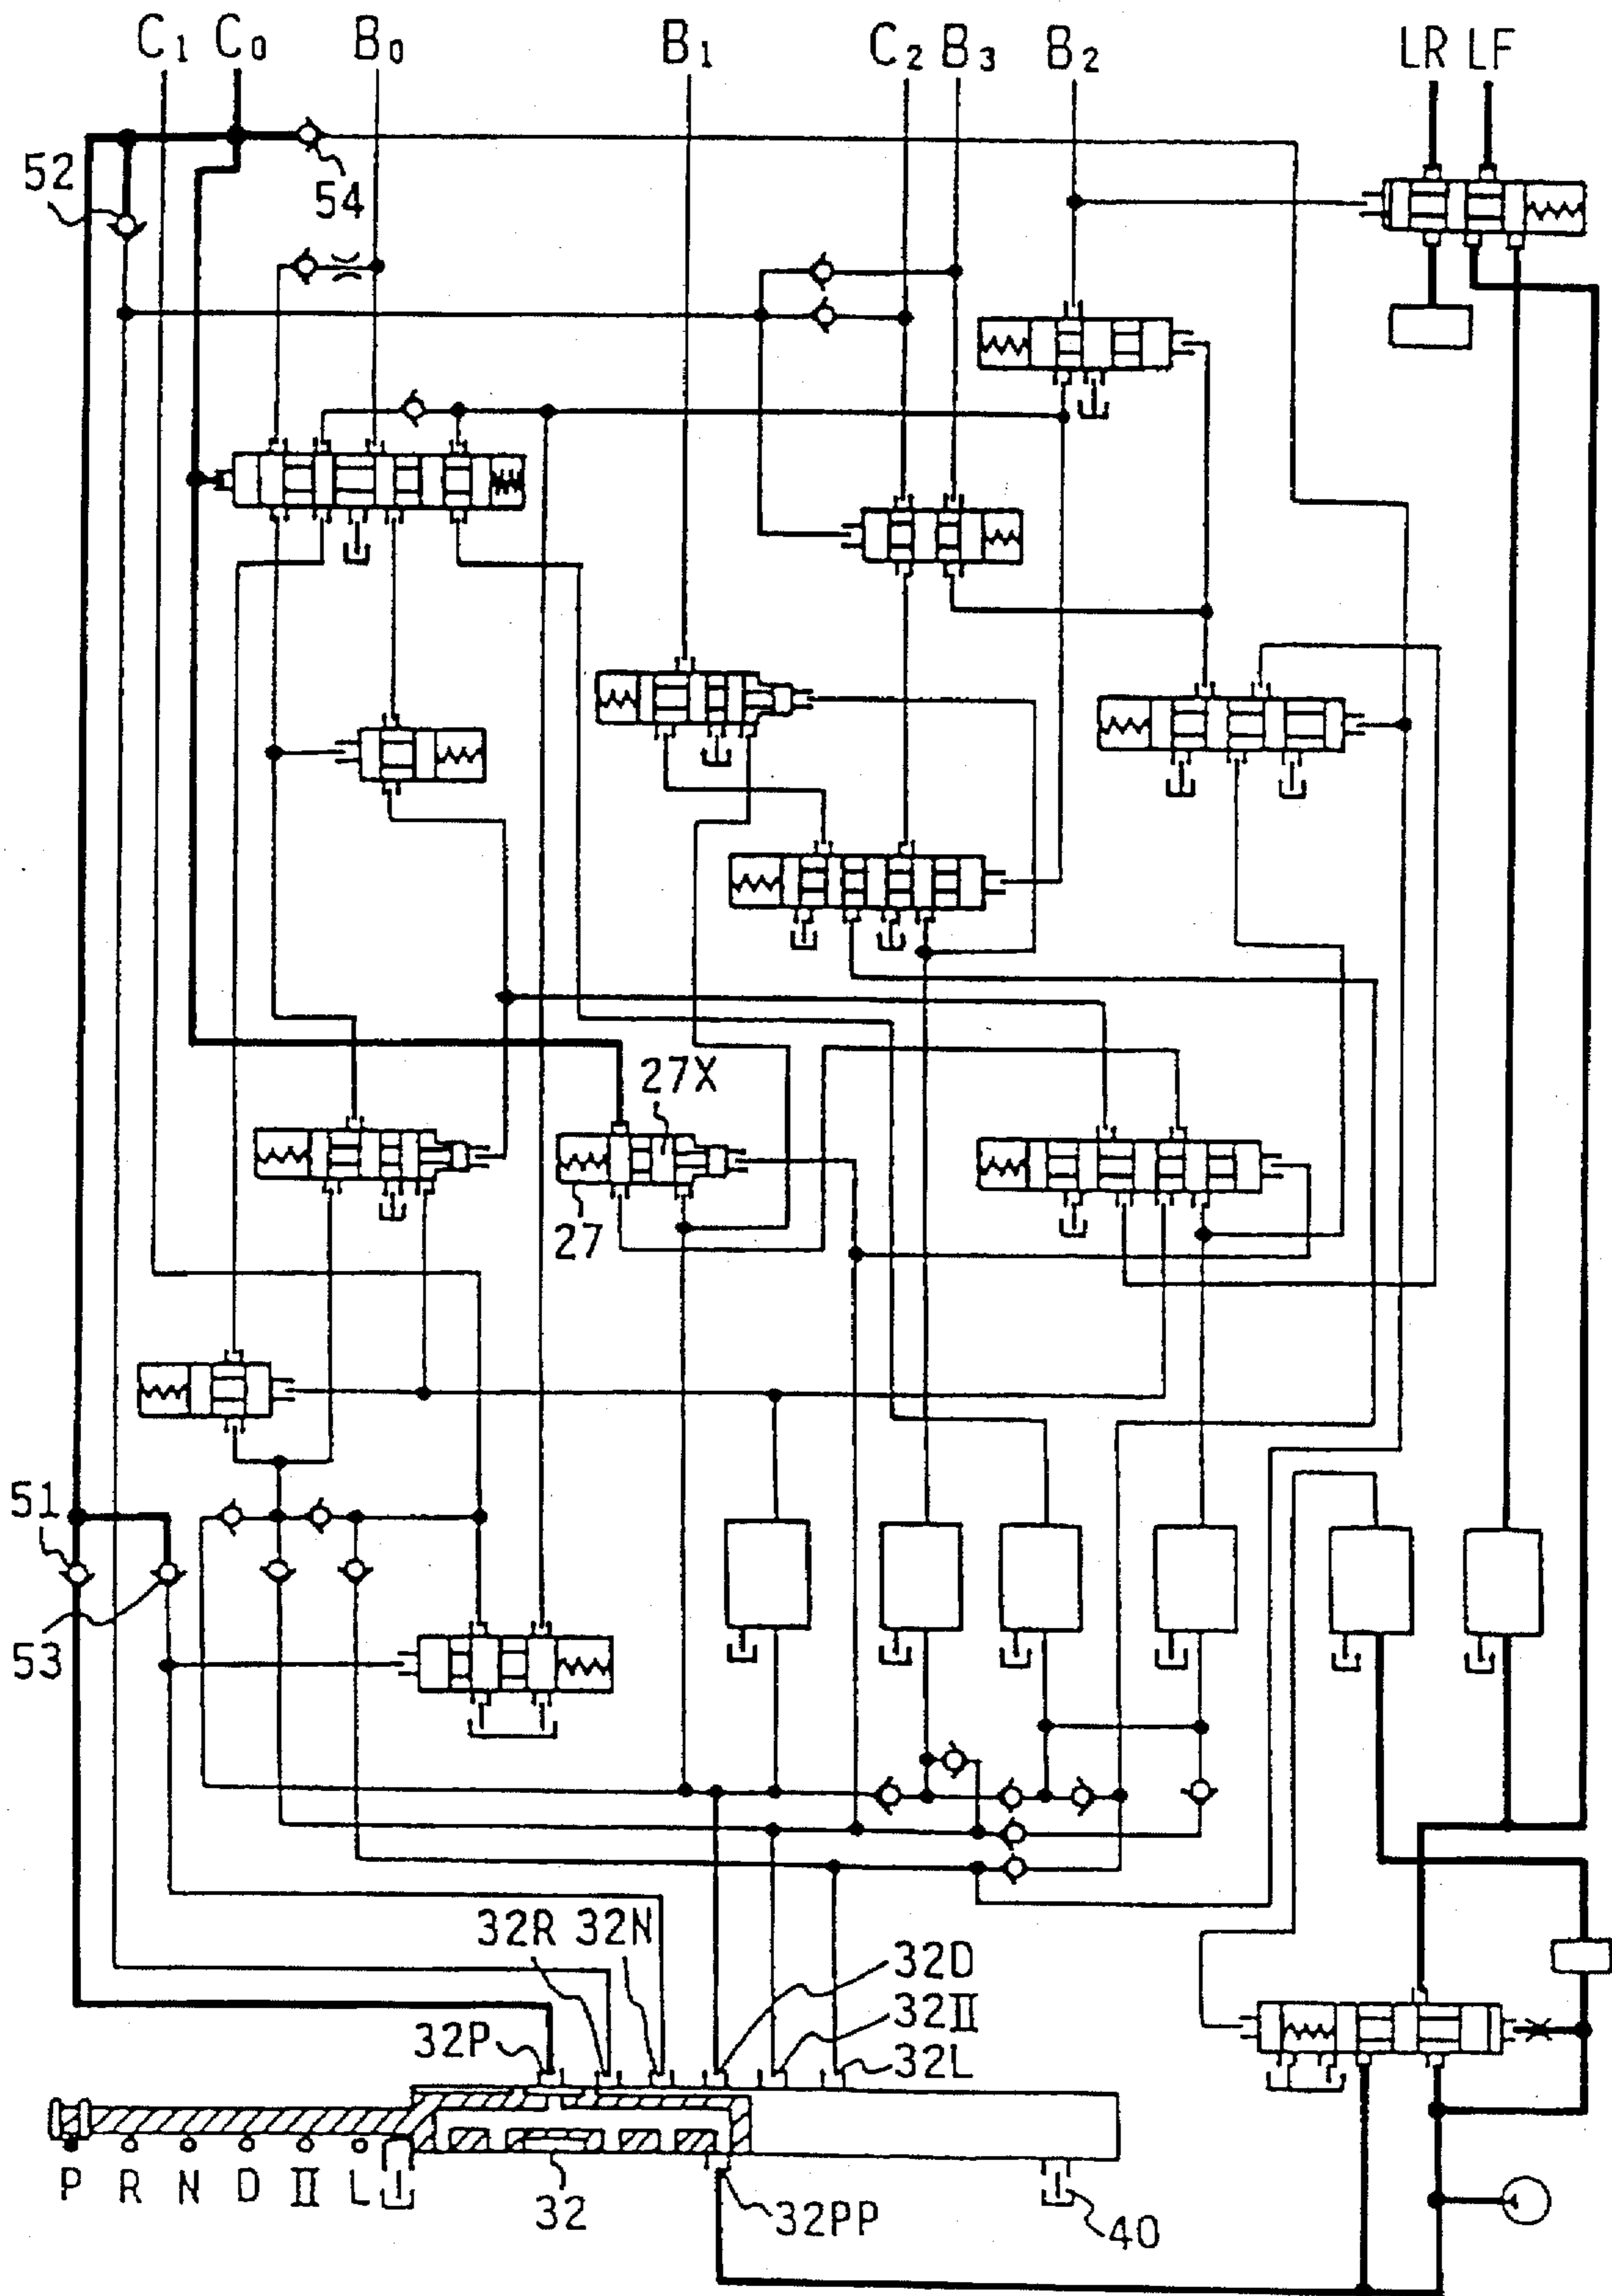 C₁ C₀ B₀ B₁ C₂ B₃ B₂ LR LF
52
54
27X
27
51
53
32R 32N
32D
32II
32P
32L
P R N D II L
32
32PP
40